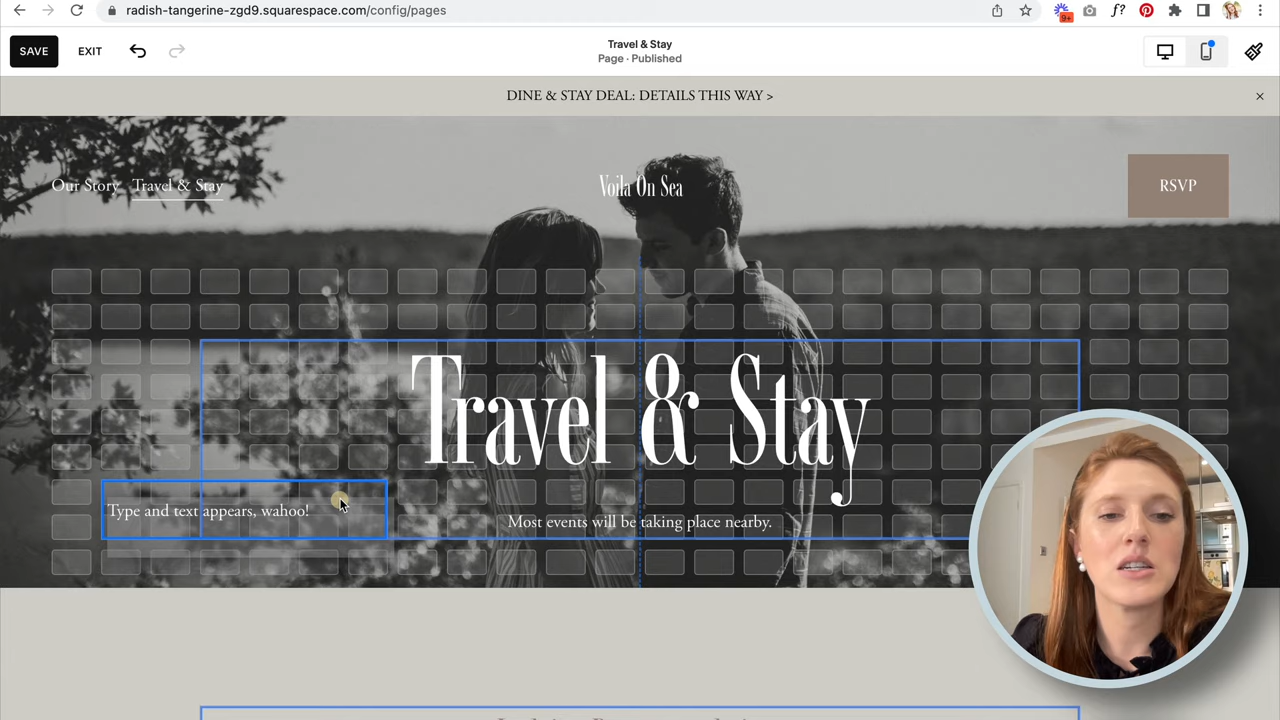 radish-tangerine-zgd9.squarespace.com/config/pages
9+
f?
SAVE
EXIT
Travel & Stay
Page · Published
DINE & STAY DEAL: DETAILS THIS WAY >
Our Story
Travel & Stay
Voila On Sea
RSVP
Travel & Stay
Type and text appears, wahoo!
Most events will be taking place nearby.